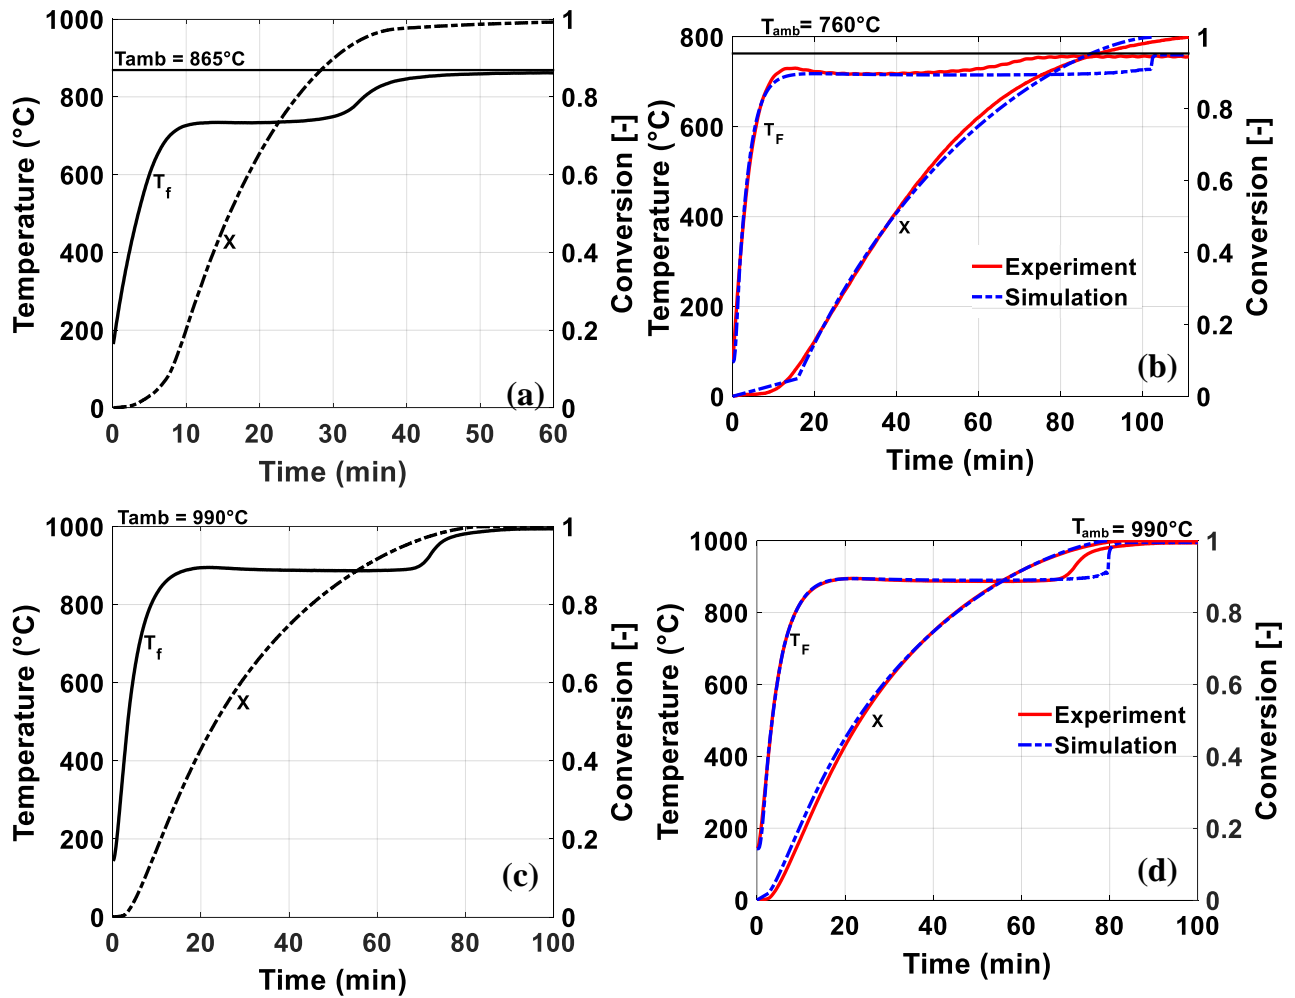 Tamb = 865°C
1000
800
600
400
200
0
Temperature (°C)
T_f
X
(a)
1
0.8
0.6
0.4
0.2
0
Conversion [-]
0 10 20 30 40 50 60
Time (min)
T_amb = 760°C
800
600
400
200
0
Temperature (°C)
T_F
X
Experiment
Simulation
(b)
1
0.8
0.6
0.4
0.2
0
Conversion [-]
0 20 40 60 80 100
Time (min)
Tamb = 990°C
1000
800
600
400
200
0
Temperature (°C)
T_f
X
(c)
1
0.8
0.6
0.4
0.2
0
Conversion [-]
0 20 40 60 80 100
Time (min)
T_amb = 990°C
1000
800
600
400
200
0
Temperature (°C)
T_F
X
Experiment
Simulation
(d)
1
0.8
0.6
0.4
0.2
0
Conversion [-]
0 20 40 60 80 100
Time (min)